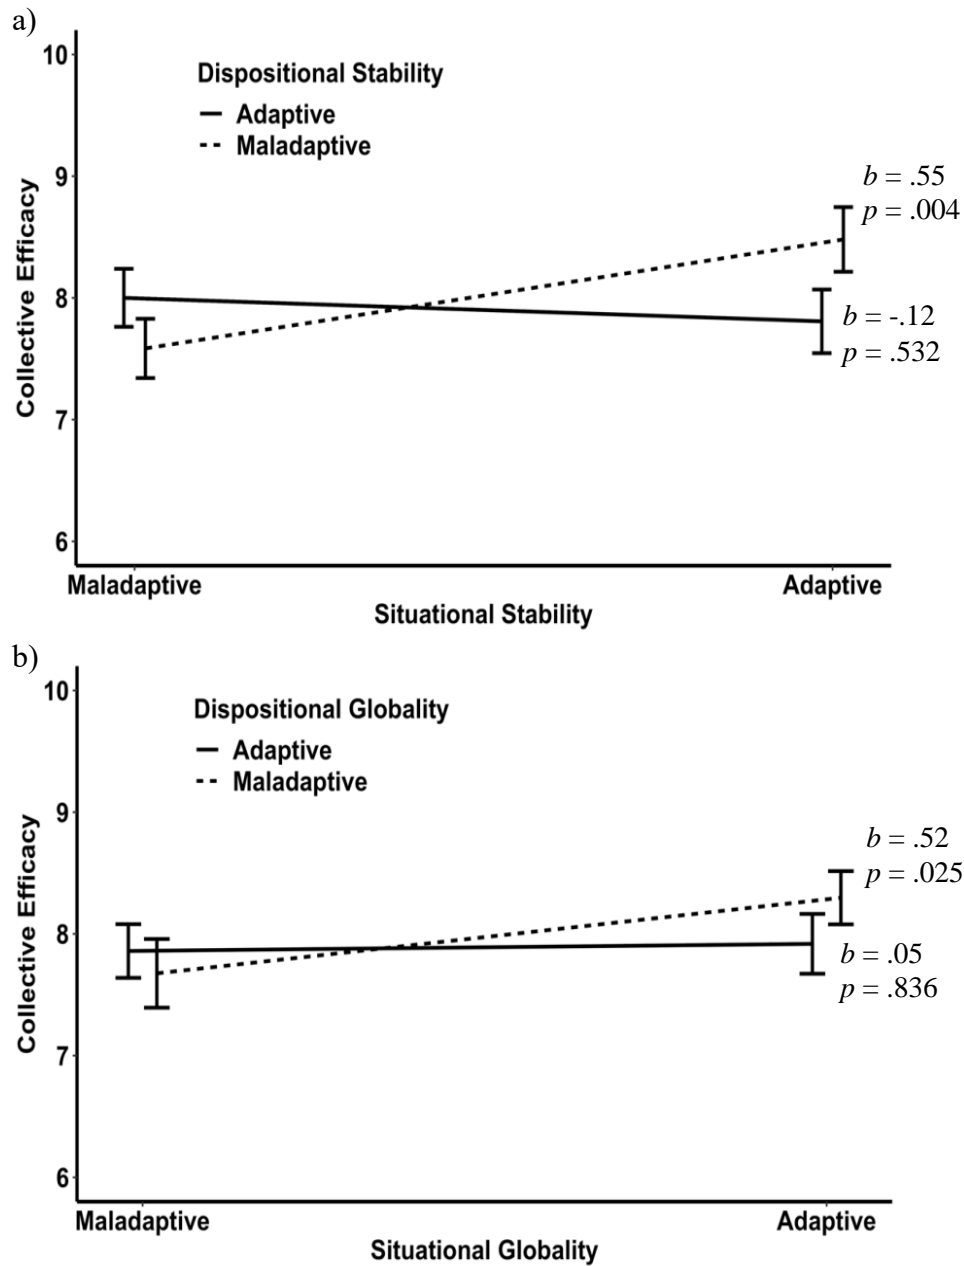 a)
10
9
8
7
6
Collective Efficacy
Dispositional Stability
Adaptive
Maladaptive
b = .55
p = .004
b = -.12
p = .532
Maladaptive
Adaptive
Situational Stability
b)
10
9
8
7
6
Collective Efficacy
Dispositional Globality
Adaptive
Maladaptive
b = .52
p = .025
b = .05
p = .836
Maladaptive
Adaptive
Situational Globality